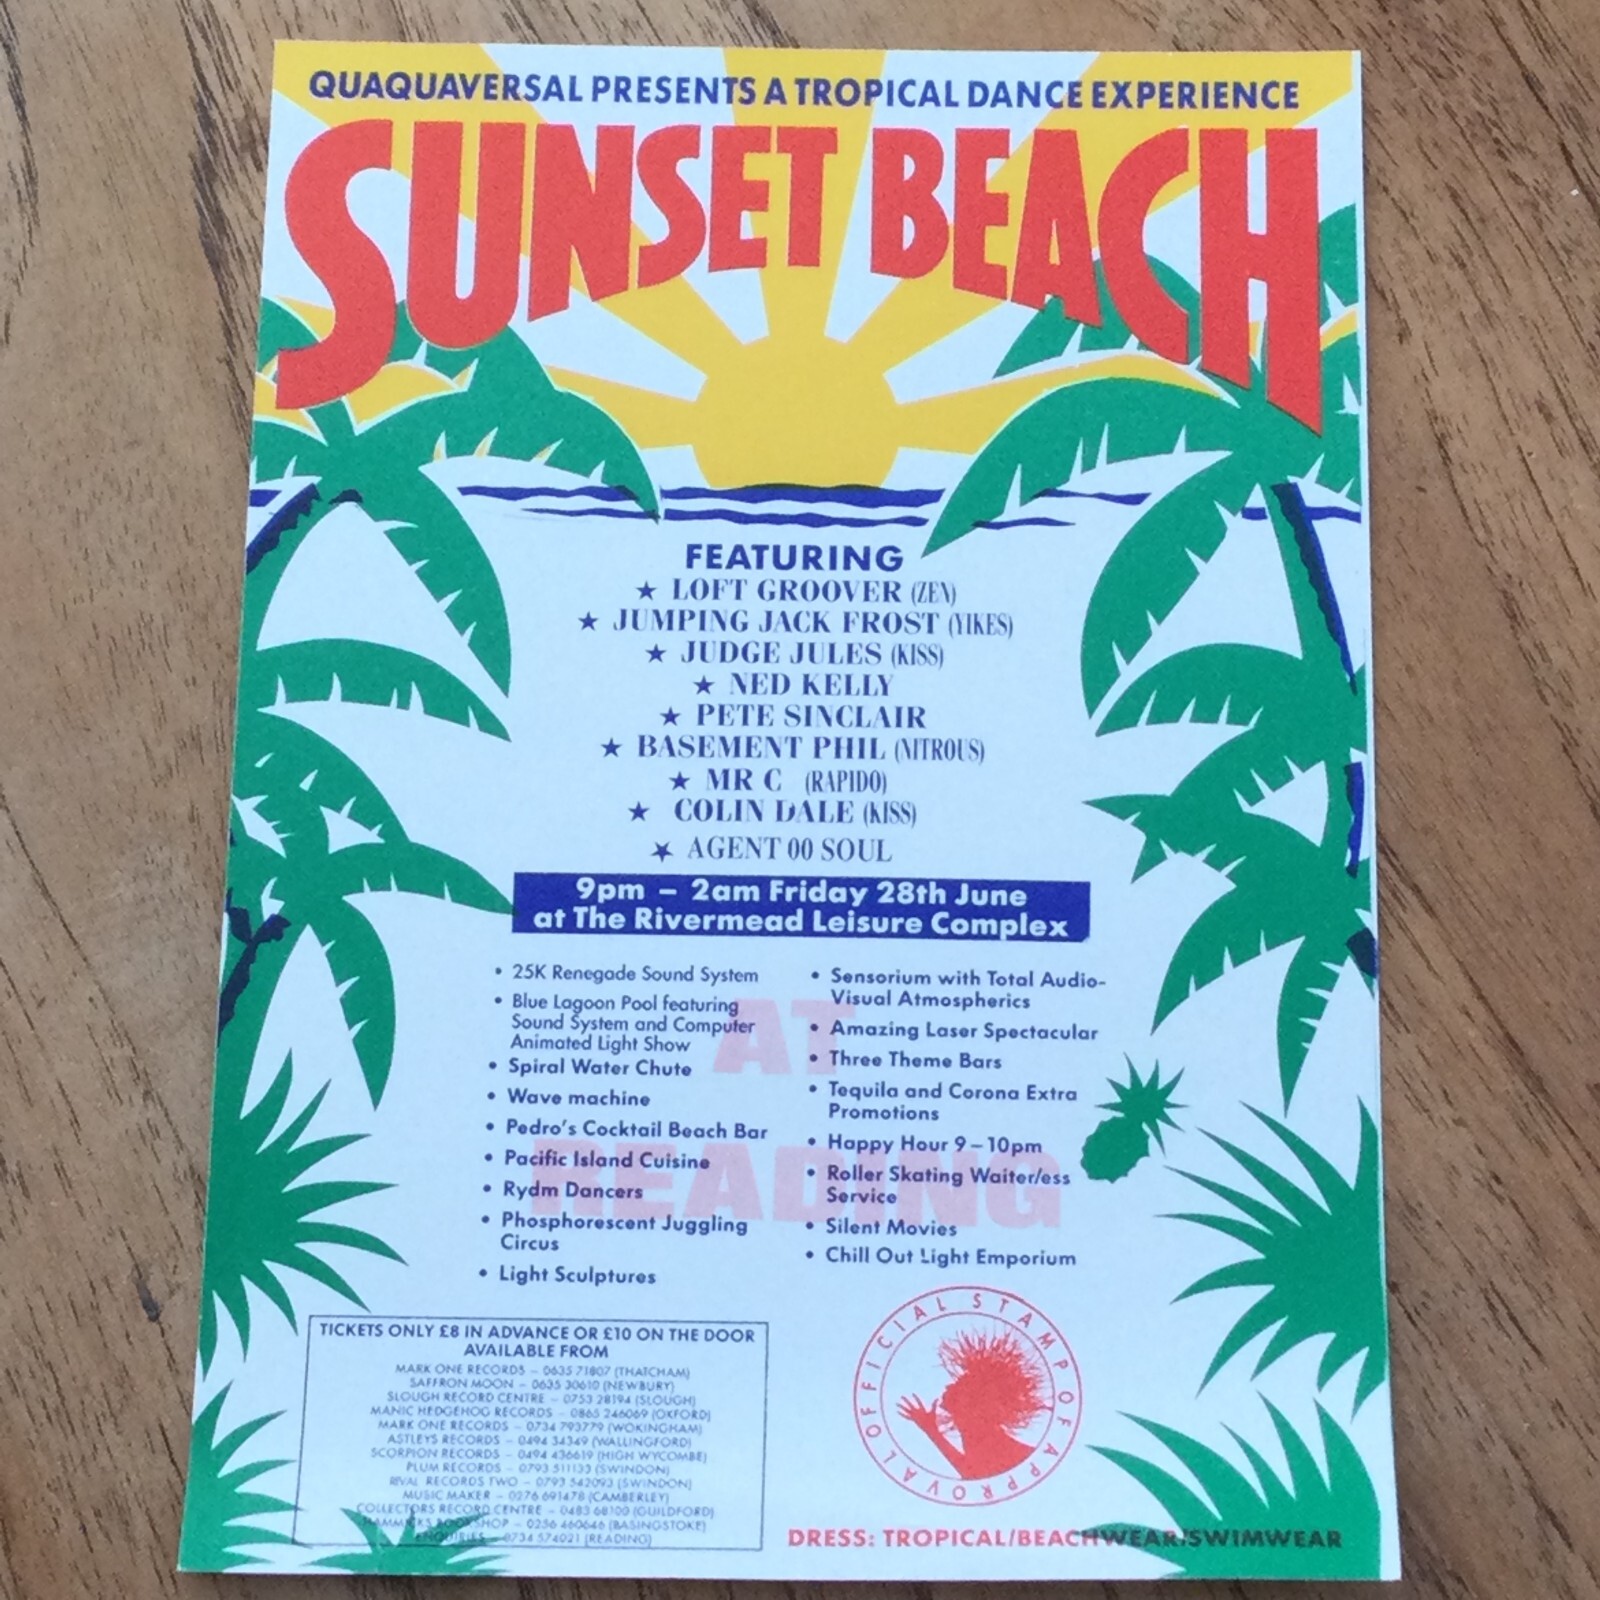 QUAQUAVERSAL PRESENTS A TROPICAL DANCE EXPERIENCE
SUNSET BEACH
FEATURING
★ LOFT GROOVER (ZEN)
★ JUMPING JACK FROST (YIKES)
★ JUDGE JULES (KISS)
★ NED KELLY
★ PETE SINCLAIR
★ BASEMENT PHIL (NITROUS)
★ MR C (RAPIDO)
★ COLIN DALE (KISS)
★ AGENT 00 SOUL
9pm – 2am Friday 28th June
at The Rivermead Leisure Complex
AT
READING
• 25K Renegade Sound System
• Blue Lagoon Pool featuring
Sound System and Computer
Animated Light Show
• Spiral Water Chute
• Wave machine
• Pedro's Cocktail Beach Bar
• Pacific Island Cuisine
• Rydm Dancers
• Phosphorescent Juggling
Circus
• Light Sculptures
• Sensorium with Total Audio-
Visual Atmospherics
• Amazing Laser Spectacular
• Three Theme Bars
• Tequila and Corona Extra
Promotions
• Happy Hour 9 – 10pm
• Roller Skating Waiter/ess
Service
• Silent Movies
• Chill Out Light Emporium
TICKETS ONLY £8 IN ADVANCE OR £10 ON THE DOOR
AVAILABLE FROM
MARK ONE RECORDS – 0635 71807 (THATCHAM)
SAFFRON MOON – 0635 30610 (NEWBURY)
SLOUGH RECORD CENTRE – 0753 28194 (SLOUGH)
MANIC HEDGEHOG RECORDS – 0865 246069 (OXFORD)
MARK ONE RECORDS – 0734 793779 (WOKINGHAM)
ASTLEYS RECORDS – 0494 34349 (WALLINGFORD)
SCORPION RECORDS – 0494 436619 (HIGH WYCOMBE)
PLUM RECORDS – 0793 511133 (SWINDON)
RIVAL RECORDS TWO – 0793 542093 (SWINDON)
MUSIC MAKER – 0276 691478 (CAMBERLEY)
COLLECTORS RECORD CENTRE – 0483 68100 (GUILDFORD)
HAMMICKS BOOKSHOP – 0256 460646 (BASINGSTOKE)
ENQUIRIES – 0734 574021 (READING)
OFFICIAL STAMP OF APPROVAL
DRESS: TROPICAL/BEACHWEAR/SWIMWEAR